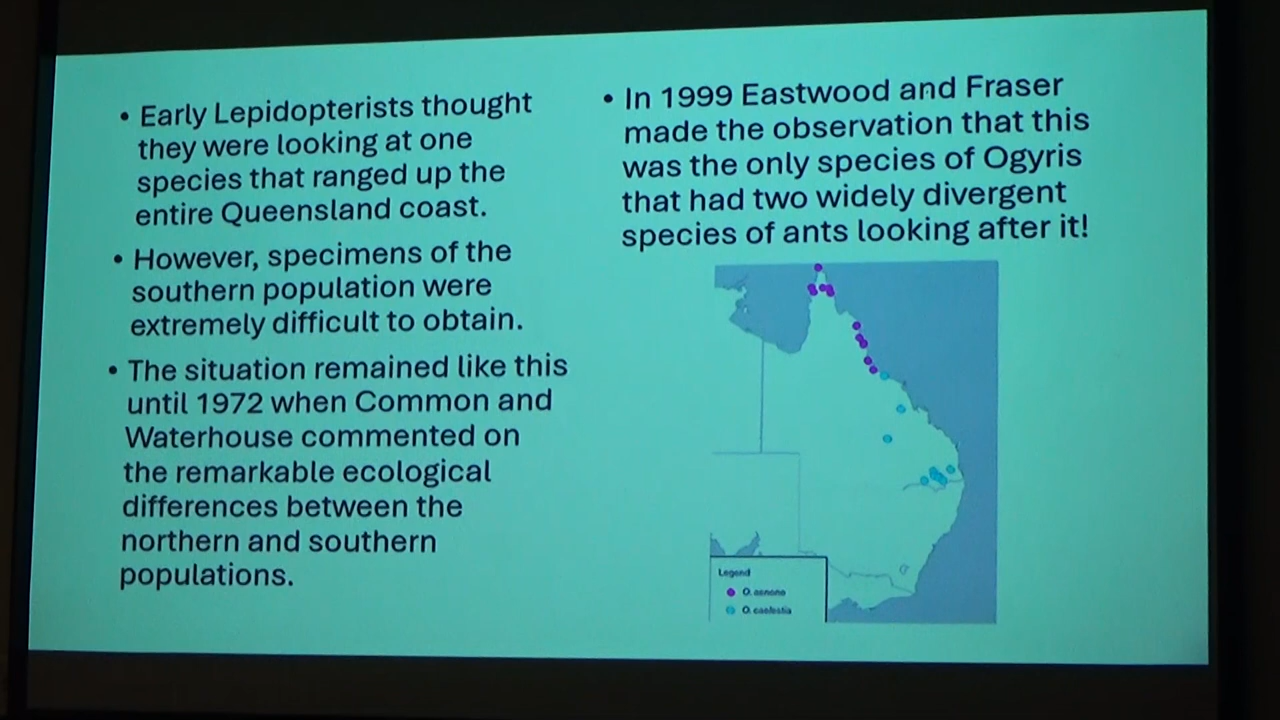 • Early Lepidopterists thought
they were looking at one
species that ranged up the
entire Queensland coast.
• However, specimens of the
southern population were
extremely difficult to obtain.
• The situation remained like this
until 1972 when Common and
Waterhouse commented on
the remarkable ecological
differences between the
northern and southern
populations.
• In 1999 Eastwood and Fraser
made the observation that this
was the only species of Ogyris
that had two widely divergent
species of ants looking after it!
Legend
O. aenone
O. caelestia